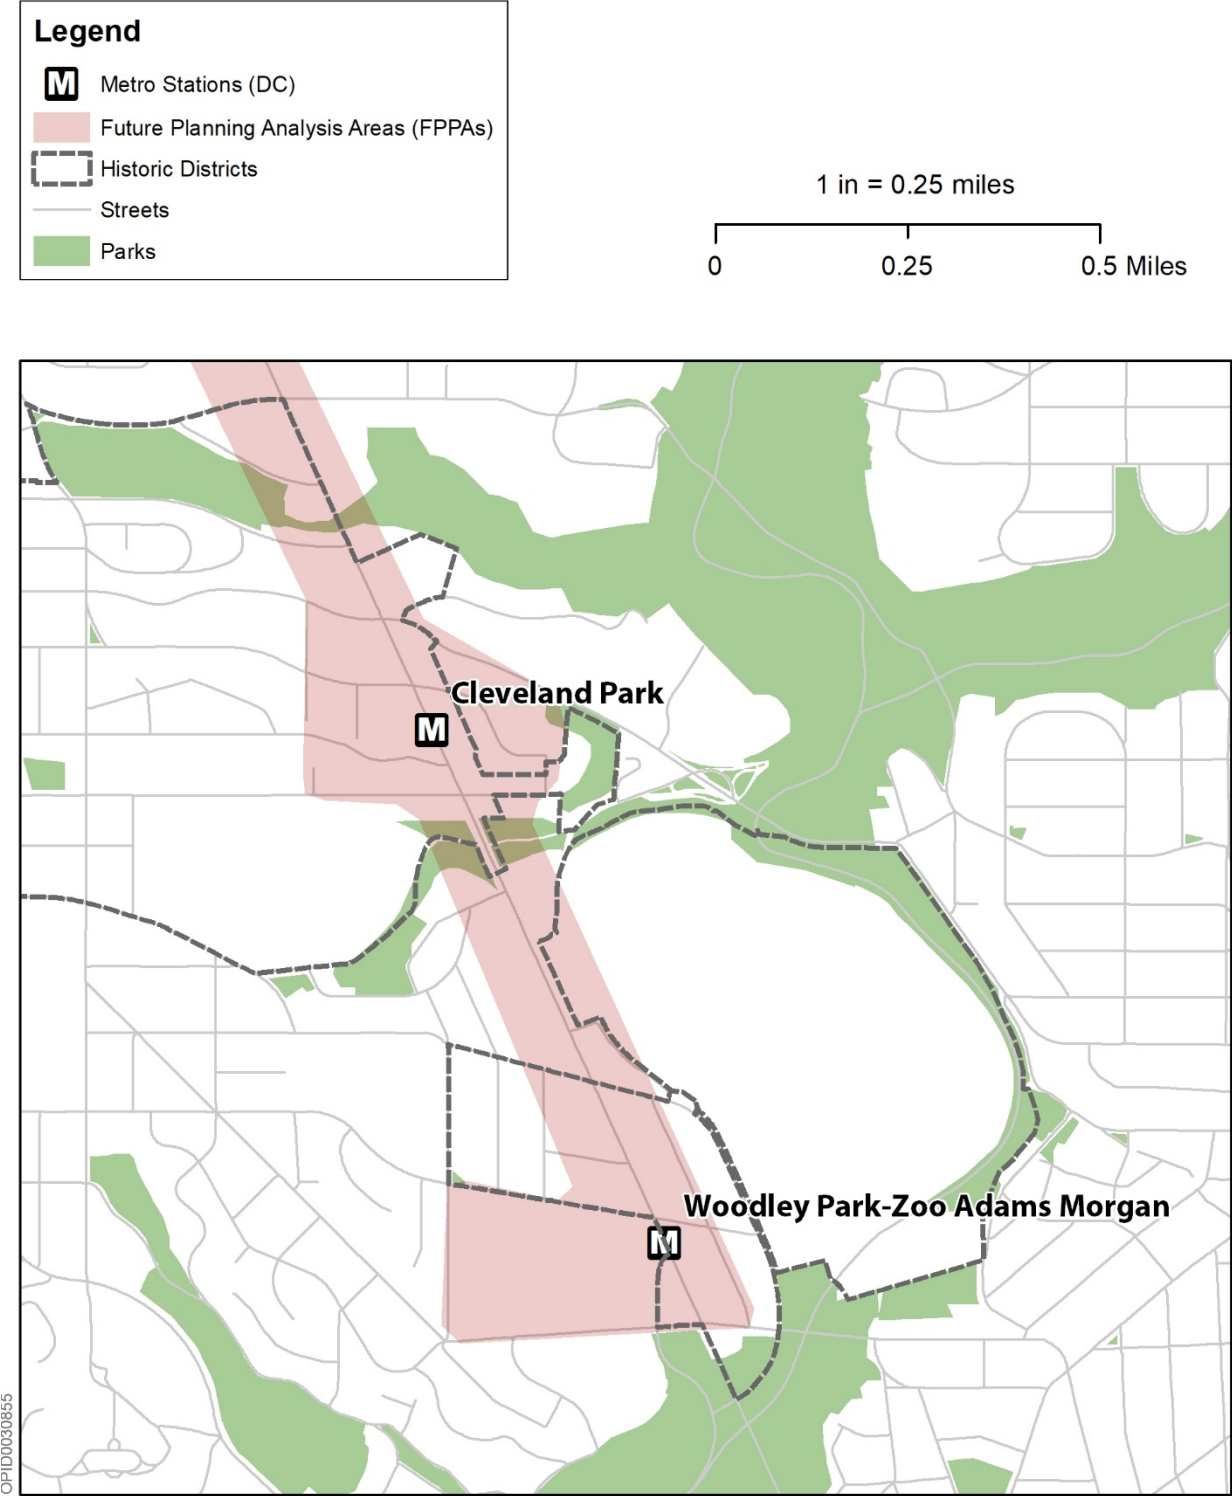 Legend
M Metro Stations (DC)
Future Planning Analysis Areas (FPPAs)
Historic Districts
Streets
Parks
1 in = 0.25 miles
0 0.25 0.5 Miles
Cleveland Park
M
Woodley Park-Zoo Adams Morgan
M
OPID0030855